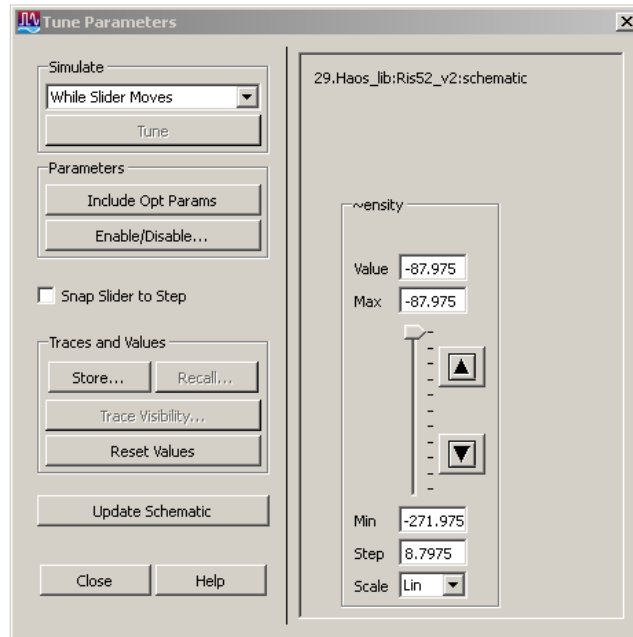 Tune Parameters
Simulate
While Slider Moves
Tune
Parameters
Include Opt Params
Enable/Disable...
Snap Slider to Step
Traces and Values
Store... Recall...
Trace Visibility...
Reset Values
Update Schematic
Close Help
29.Haos_lib:Ris52_v2:schematic
~ensity
Value -87.975
Max -87.975
Min -271.975
Step 8.7975
Scale Lin